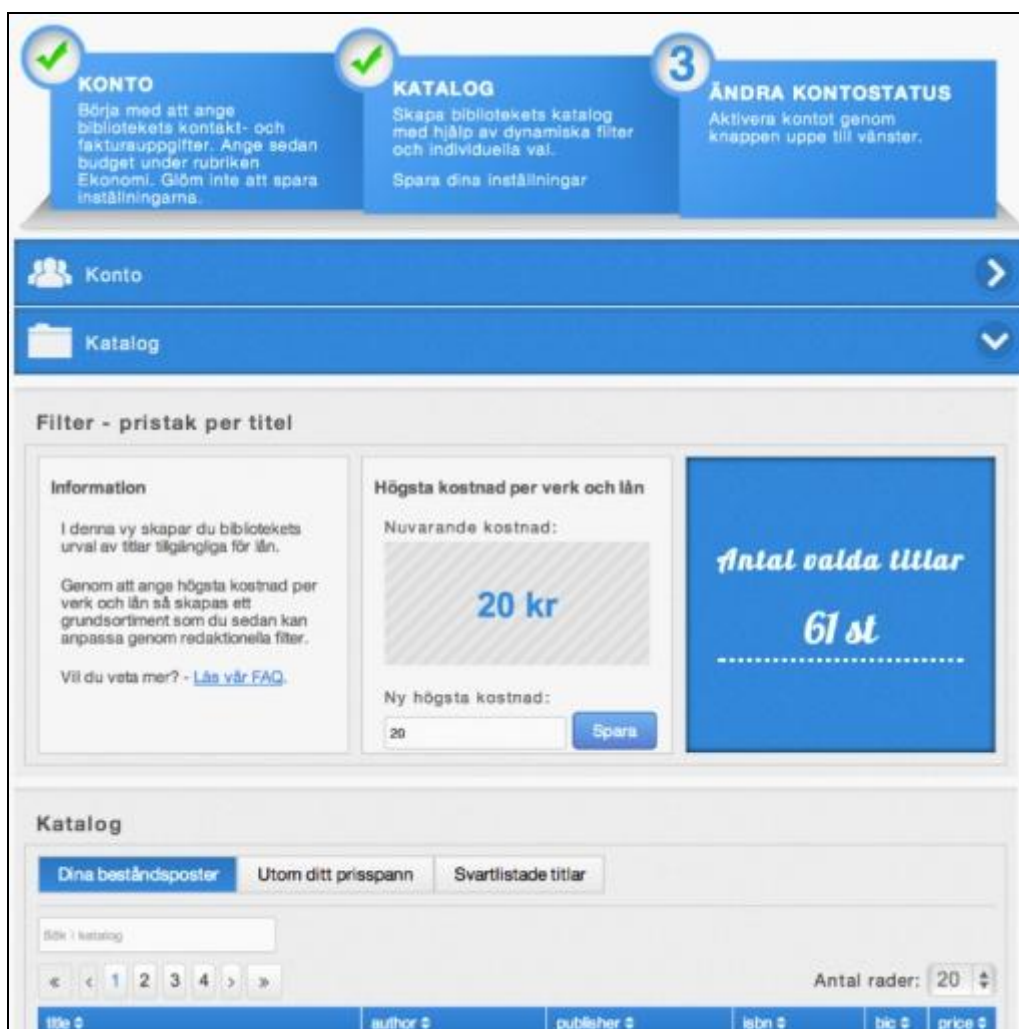 KONTO
Börja med att ange
bibliotekets kontakt- och
fakturauppgifter. Ange sedan
budget under rubriken
Ekonomi. Glöm inte att spara
inställningarna.
KATALOG
Skapa bibliotekets katalog
med hjälp av dynamiska filter
och individuella val.
Spara dina inställningar
3
ÄNDRA KONTOSTATUS
Aktivera kontot genom
knappen uppe till vänster.
Konto
Katalog
Filter - pristak per titel
Information
I denna vy skapar du bibliotekets
urval av titlar tillgängliga för lån.
Genom att ange högsta kostnad per
verk och lån så skapas ett
grundsortiment som du sedan kan
anpassa genom redaktionella filter.
Vill du veta mer? - Läs vår FAQ.
Högsta kostnad per verk och lån
Nuvarande kostnad:
20 kr
Ny högsta kostnad:
20
Spara
Antal valda titlar
61 st
Katalog
Dina beståndsposter
Utom ditt prisspann
Svartlistade titlar
Sök i katalog
« ‹ 1 2 3 4 › »
Antal rader: 20
title author publisher isbn bic price